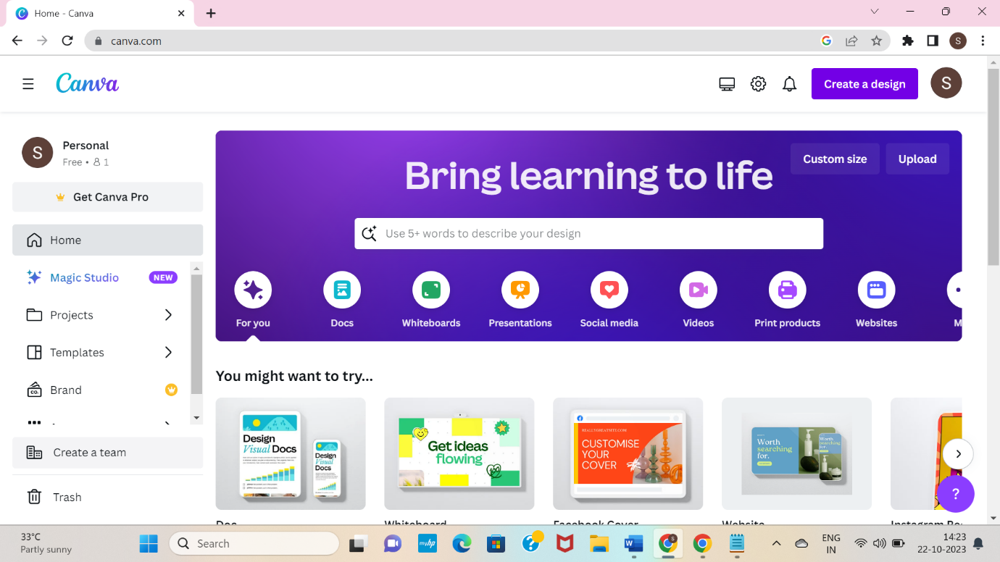 Home - Canva
canva.com
S
Canva
Create a design
S
S
Personal
Free • 1
Get Canva Pro
Home
Magic Studio NEW
Projects
Templates
CO.
Brand
Create a team
Trash
Custom size
Upload
Bring learning to life
Use 5+ words to describe your design
For you
Docs
Whiteboards
Presentations
Social media
Videos
Print products
Websites
M
You might want to try...
Design
Visual Docs
Design
Visual
Docs
Get ideas
flowing
100
REALLYGREATSITE.COM
CUSTOMISE
YOUR
COVER
Worth
searching
for.
Worth
searching
for.
?
Doc
Whiteboard
Facebook Cover
Website
Instagram Re
33°C
Partly sunny
Search
myhp
S
ENG
IN
14:23
22-10-2023